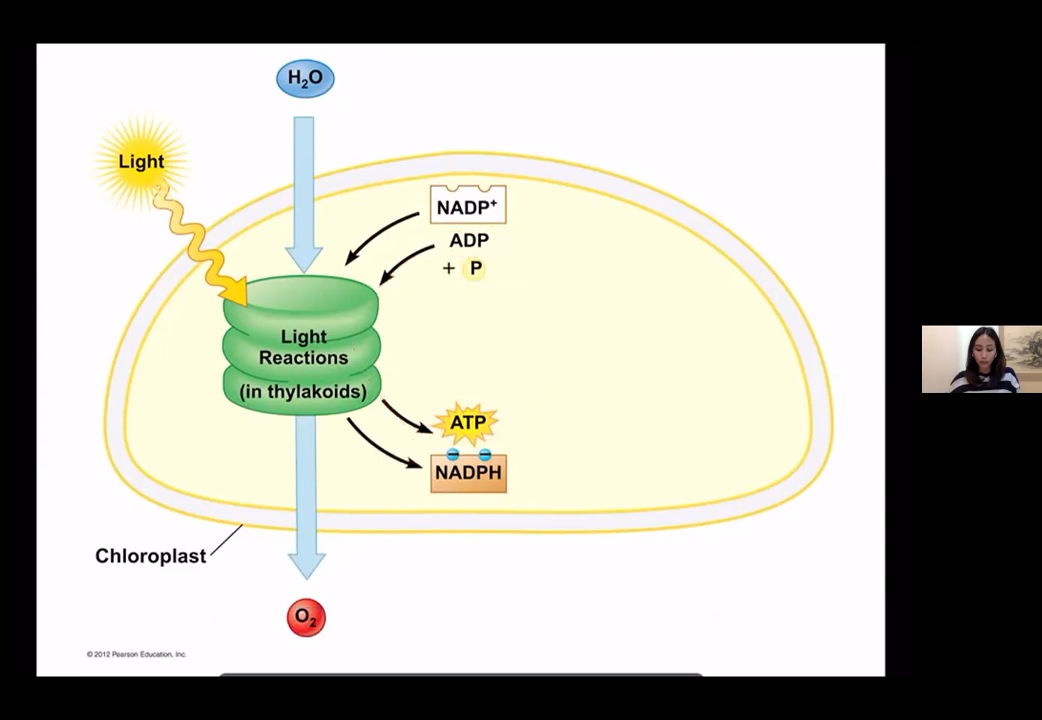 H₂O
Light
NADP⁺
ADP
+ P
Light
Reactions
(in thylakoids)
ATP
NADPH
Chloroplast
O₂
© 2012 Pearson Education, Inc.